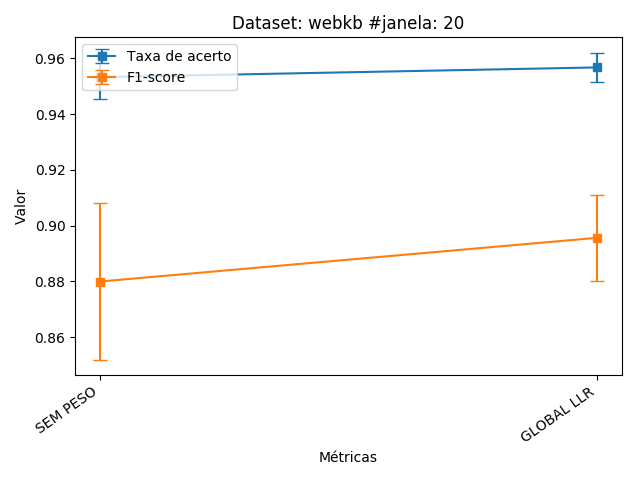 Dataset: webkb #janela: 20
Taxa de acerto
F1-score
Valor
0.96
0.94
0.92
0.90
0.88
0.86
SEM PESO
GLOBAL LLR
Métricas